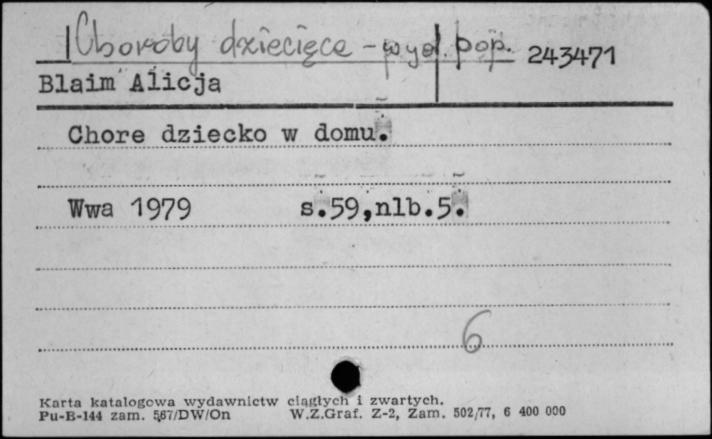 Choroby dziecięce - wyd. pop. 243471
Blaim Alicja
Chore dziecko w domu.
Wwa 1979 s.59,nlb.5.
6
Karta katalogowa wydawnictw ciągłych i zwartych.
Pu-B-144 zam. 567/DW/On W.Z.Graf. Z-2, Zam. 502/77, 6 400 000